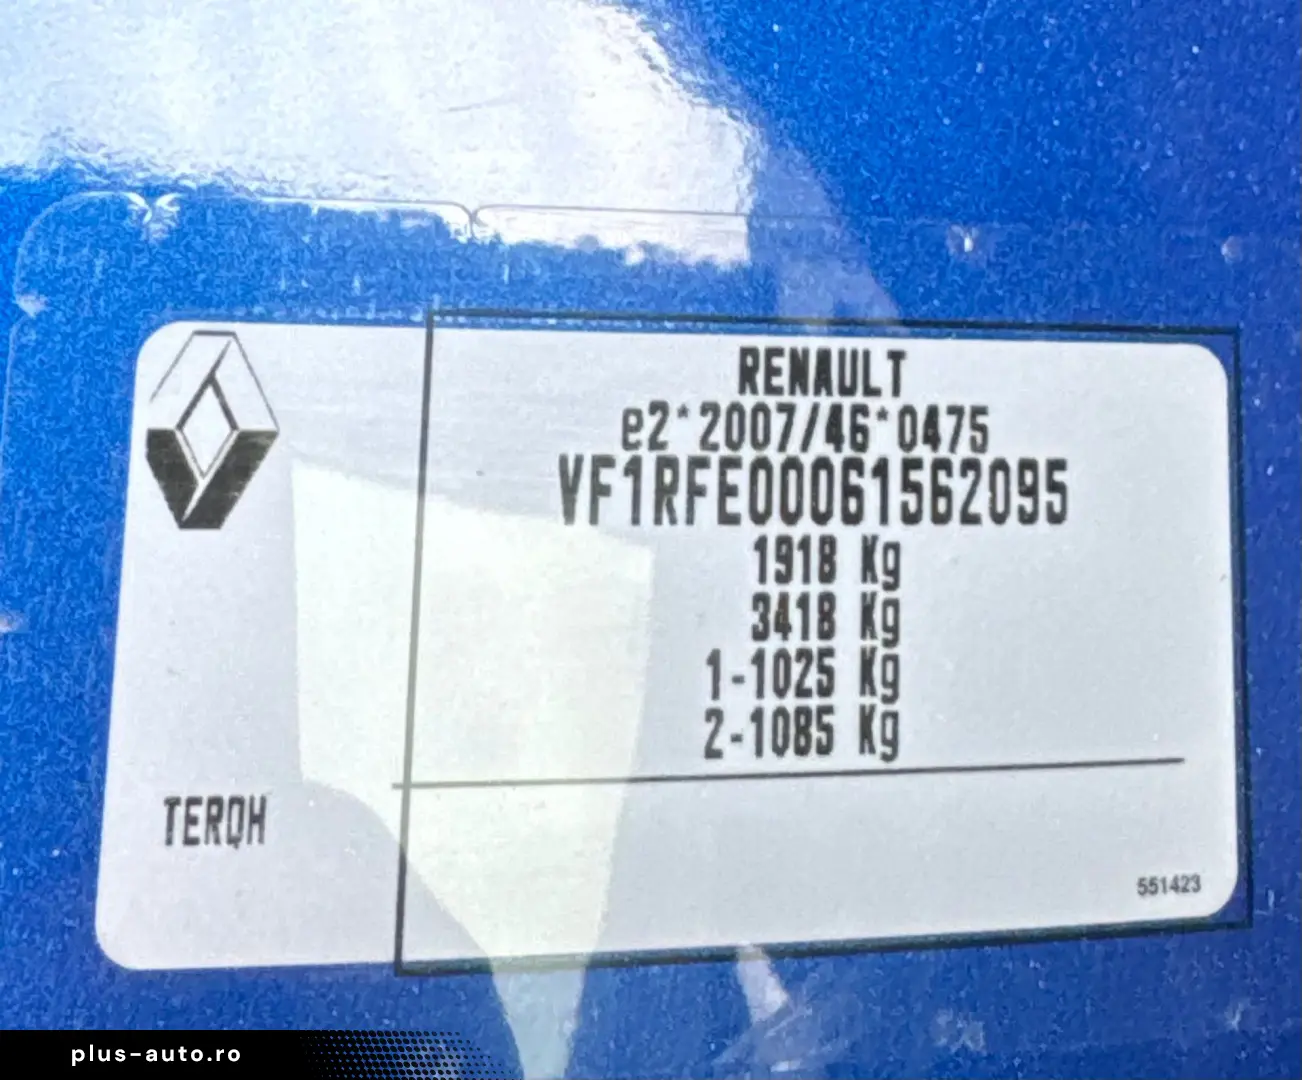 RENAULT
e2*2007/46*0475
VF1RFE00061562095
1918 Kg
3418 Kg
1-1025 Kg
2-1085 Kg
TERQH
551423
plus-auto.ro